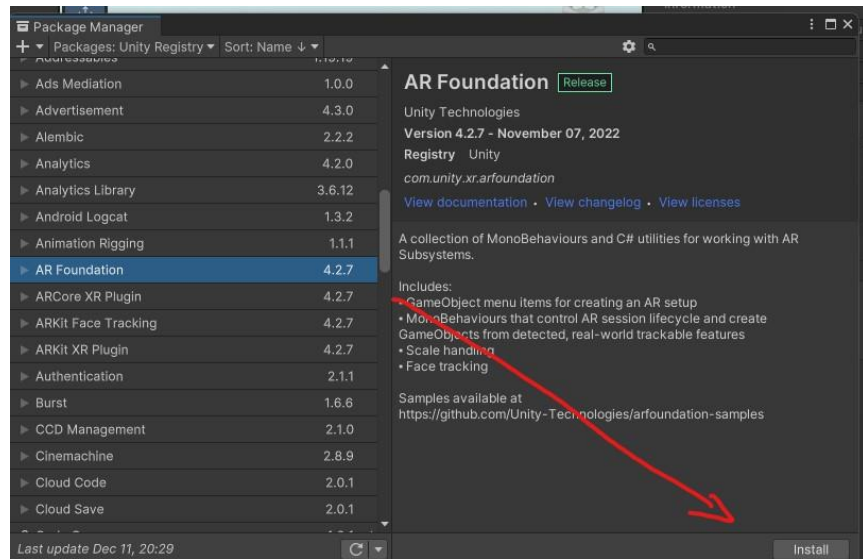 Package Manager
Packages: Unity Registry Sort: Name
Ads Mediation 1.0.0
Advertisement 4.3.0
Alembic 2.2.2
Analytics 4.2.0
Analytics Library 3.6.12
Android Logcat 1.3.2
Animation Rigging 1.1.1
AR Foundation 4.2.7
ARCore XR Plugin 4.2.7
ARKit Face Tracking 4.2.7
ARKit XR Plugin 4.2.7
Authentication 2.1.1
Burst 1.6.6
CCD Management 2.1.0
Cinemachine 2.8.9
Cloud Code 2.0.1
Cloud Save 2.0.1
Last update Dec 11, 20:29
AR Foundation Release
Unity Technologies
Version 4.2.7 - November 07, 2022
Registry Unity
com.unity.xr.arfoundation
View documentation • View changelog • View licenses
A collection of MonoBehaviours and C# utilities for working with AR
Subsystems.
Includes:
• GameObject menu items for creating an AR setup
• MonoBehaviours that control AR session lifecycle and create
GameObjects from detected, real-world trackable features
• Scale handling
• Face tracking
Samples available at
https://github.com/Unity-Technologies/arfoundation-samples
Install